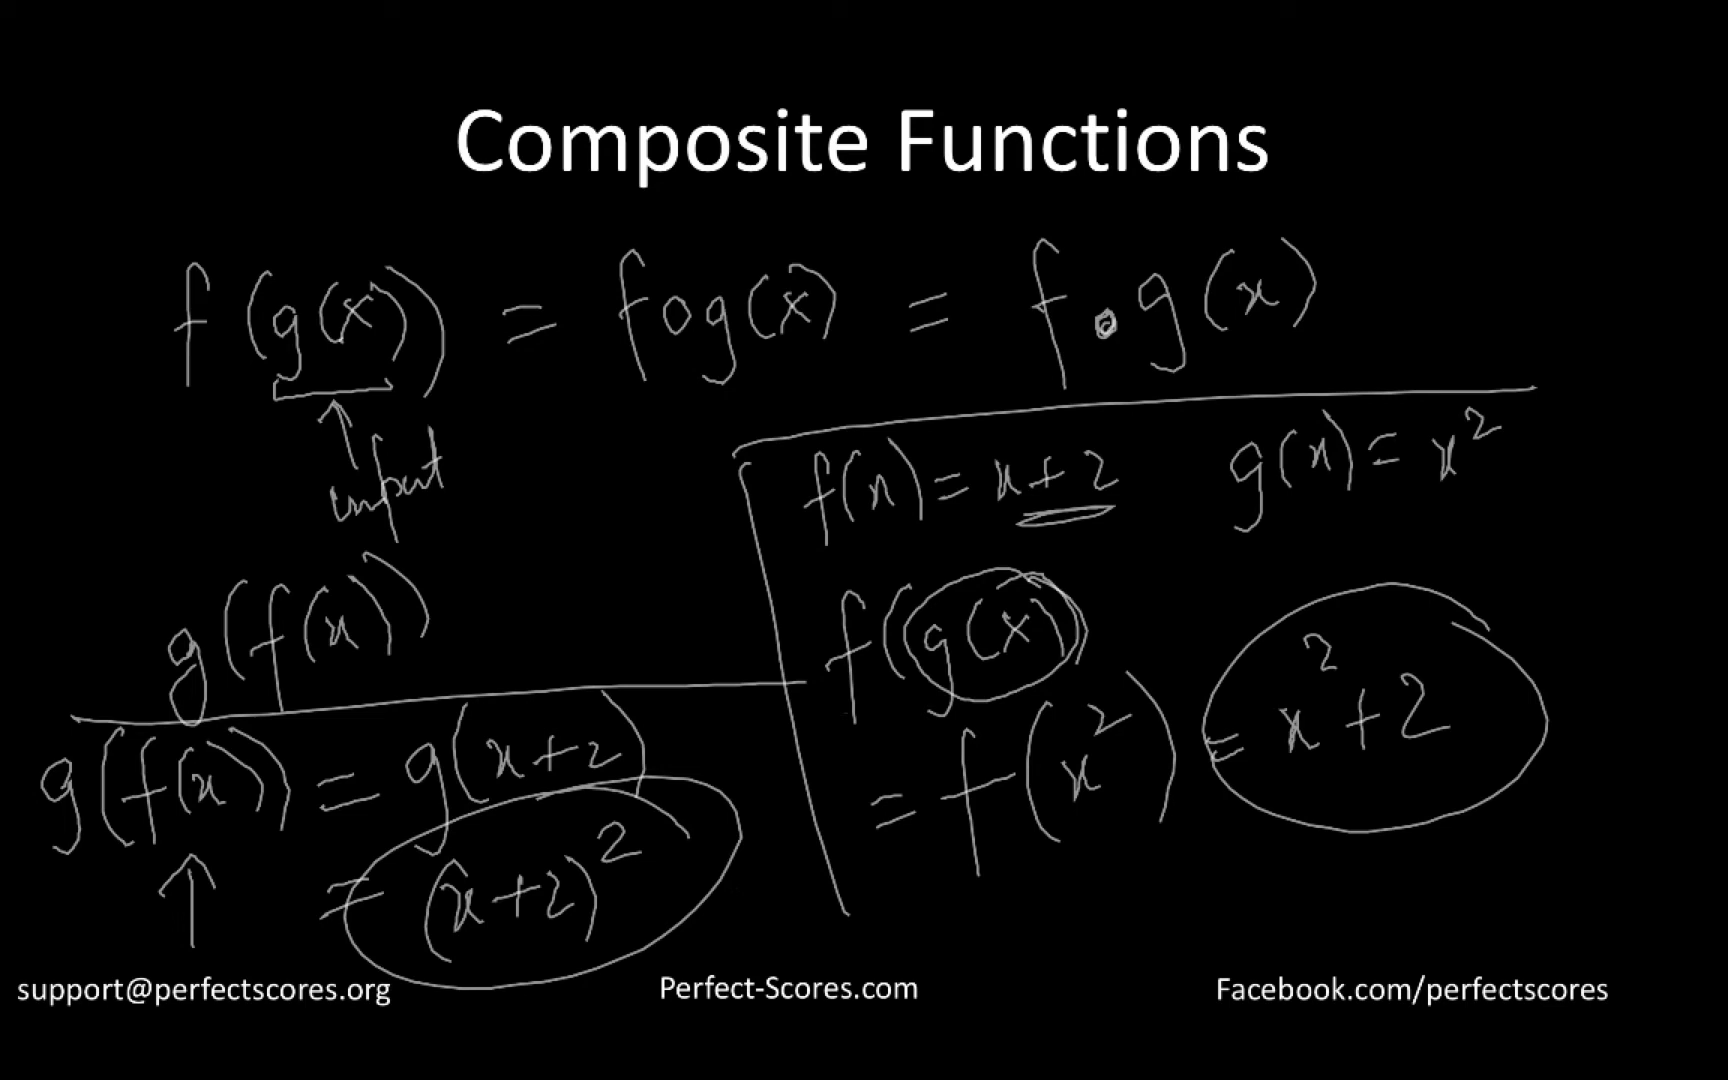 Composite Functions
f(g(x)) = fog(x) = f∘g(x)
input
g(f(x))
g(f(x)) = g(x+2)
= (x+2)²
f(x) = x+2 g(x) = x²
f(g(x))
= f(x²) = x²+2
support@perfectscores.org Perfect-Scores.com Facebook.com/perfectscores